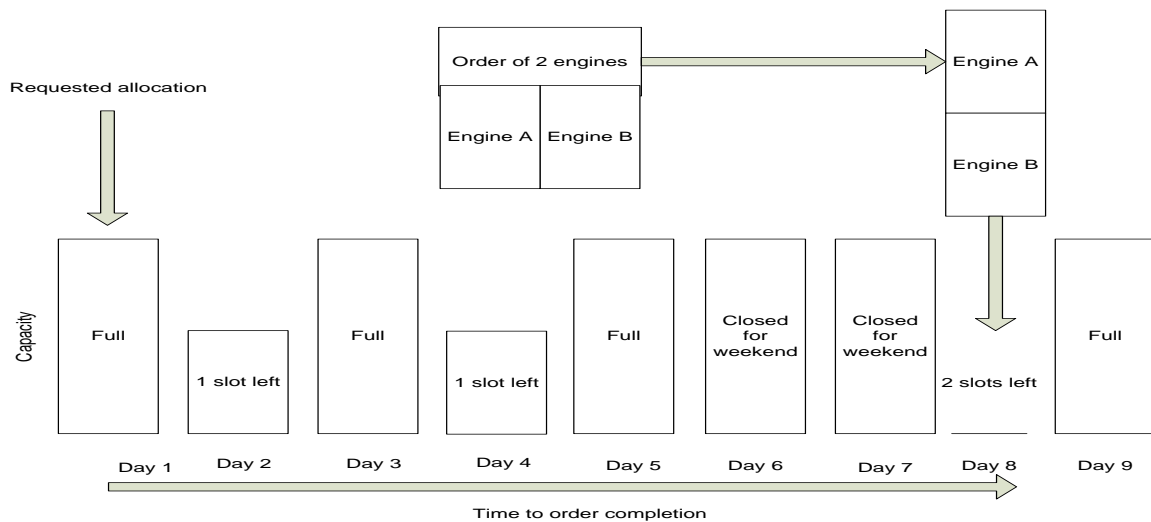 Order of 2 engines
Engine A
Requested allocation
Engine A
Engine B
Engine B
Capacity
Full
1 slot left
Full
1 slot left
Full
Closed
for
weekend
Closed
for
weekend
2 slots left
Full
Day 1
Day 2
Day 3
Day 4
Day 5
Day 6
Day 7
Day 8
Day 9
Time to order completion